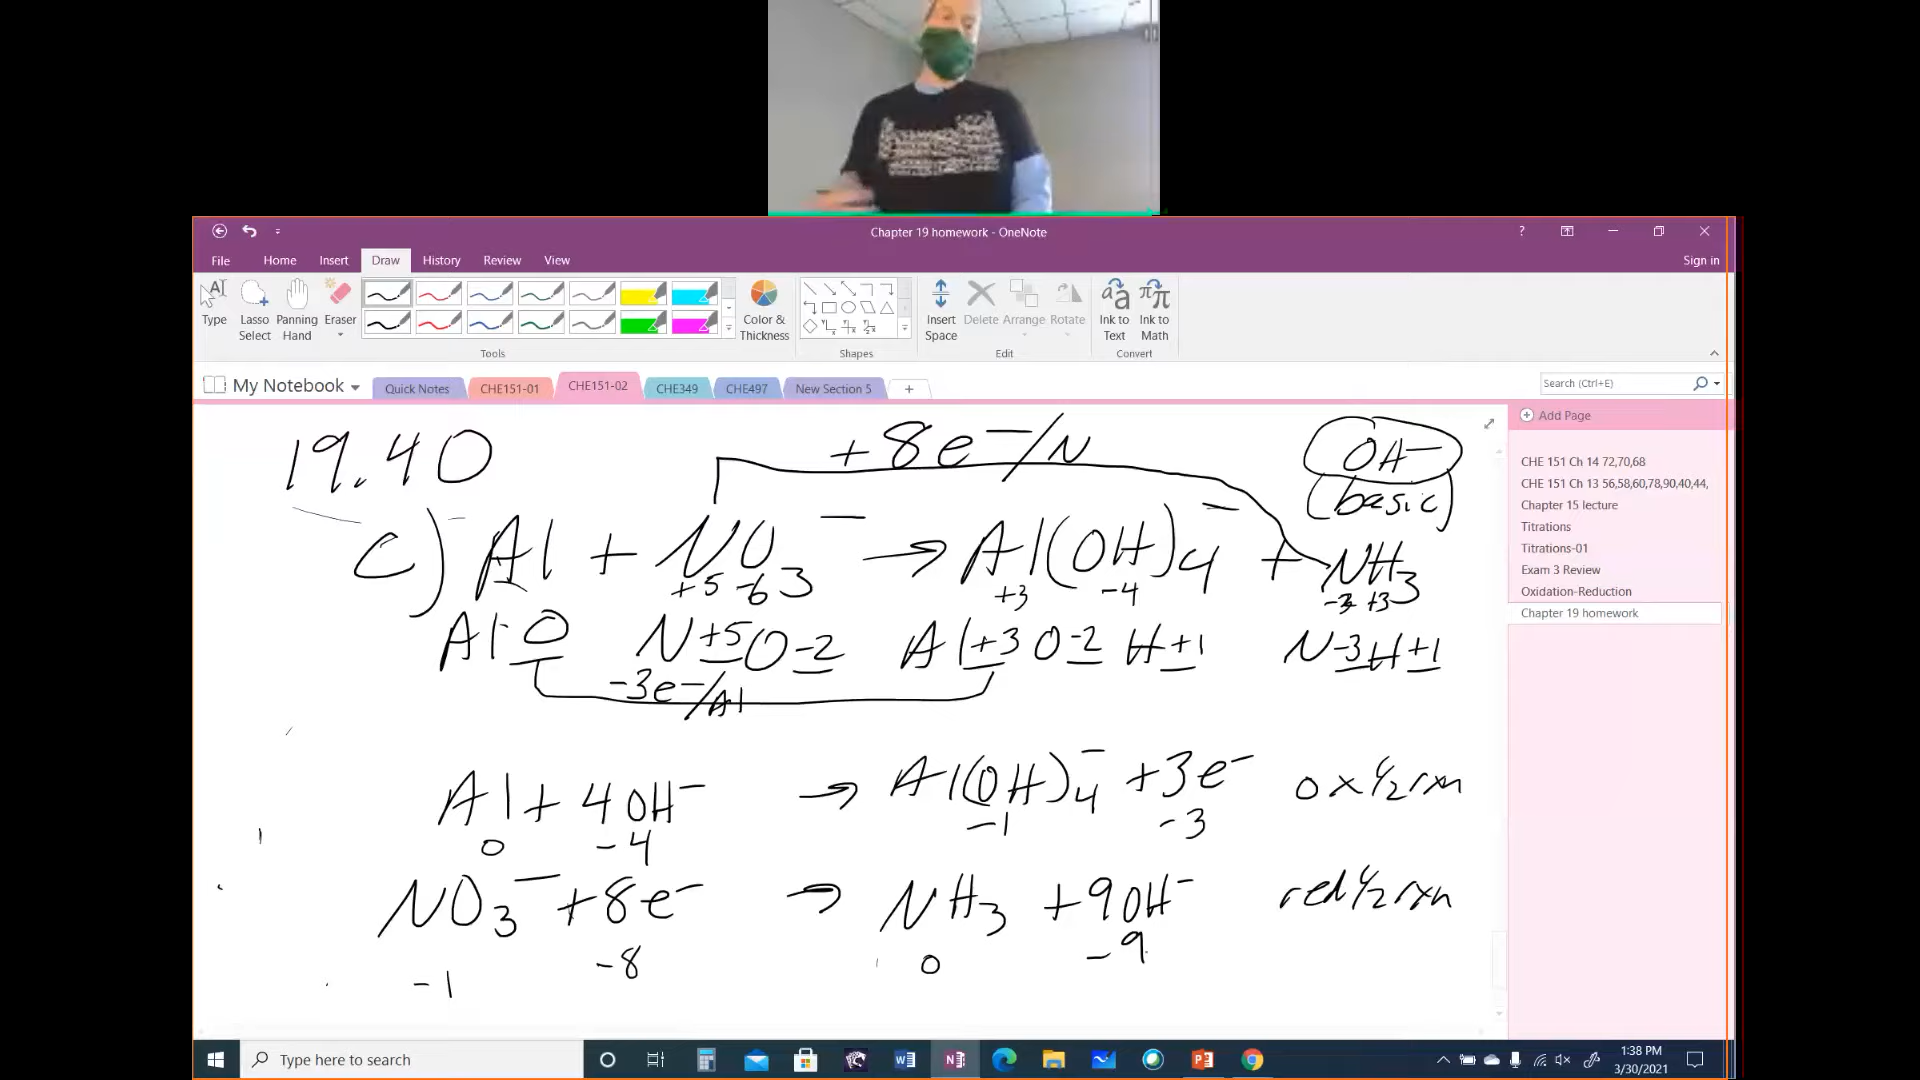 Chapter 19 homework - OneNote
?
File Home Insert Draw History Review View
Sign in
Type Lasso Select Panning Hand Eraser Color & Thickness Insert Space Delete Arrange Rotate Ink to Text Ink to Math
Tools Shapes Edit Convert
My Notebook Quick Notes CHE151-01 CHE151-02 CHE349 CHE497 New Section 5 + Search (Ctrl+E)
Add Page
CHE 151 Ch 14 72,70,68
CHE 151 Ch 13 56,58,60,78,90,40,44,
Chapter 15 lecture
Titrations
Titrations-01
Exam 3 Review
Oxidation-Reduction
Chapter 19 homework
19.40 +8e⁻/N OH⁻
(basic)
c) Al + NO3⁻ → Al(OH)4⁻ + NH3
+5 -6 +3 -4 -3 +3
Al-0 N+5 O-2 Al+3 O-2 H+1 N-3 H+1
-3e⁻/Al
Al + 4OH⁻ → Al(OH)4⁻ + 3e⁻ ox 1/2 rxn
0 -4 -1 -3
NO3⁻ + 8e⁻ → NH3 + 9OH⁻ red 1/2 rxn
-1 -8 0 -9
Type here to search
1:38 PM
3/30/2021